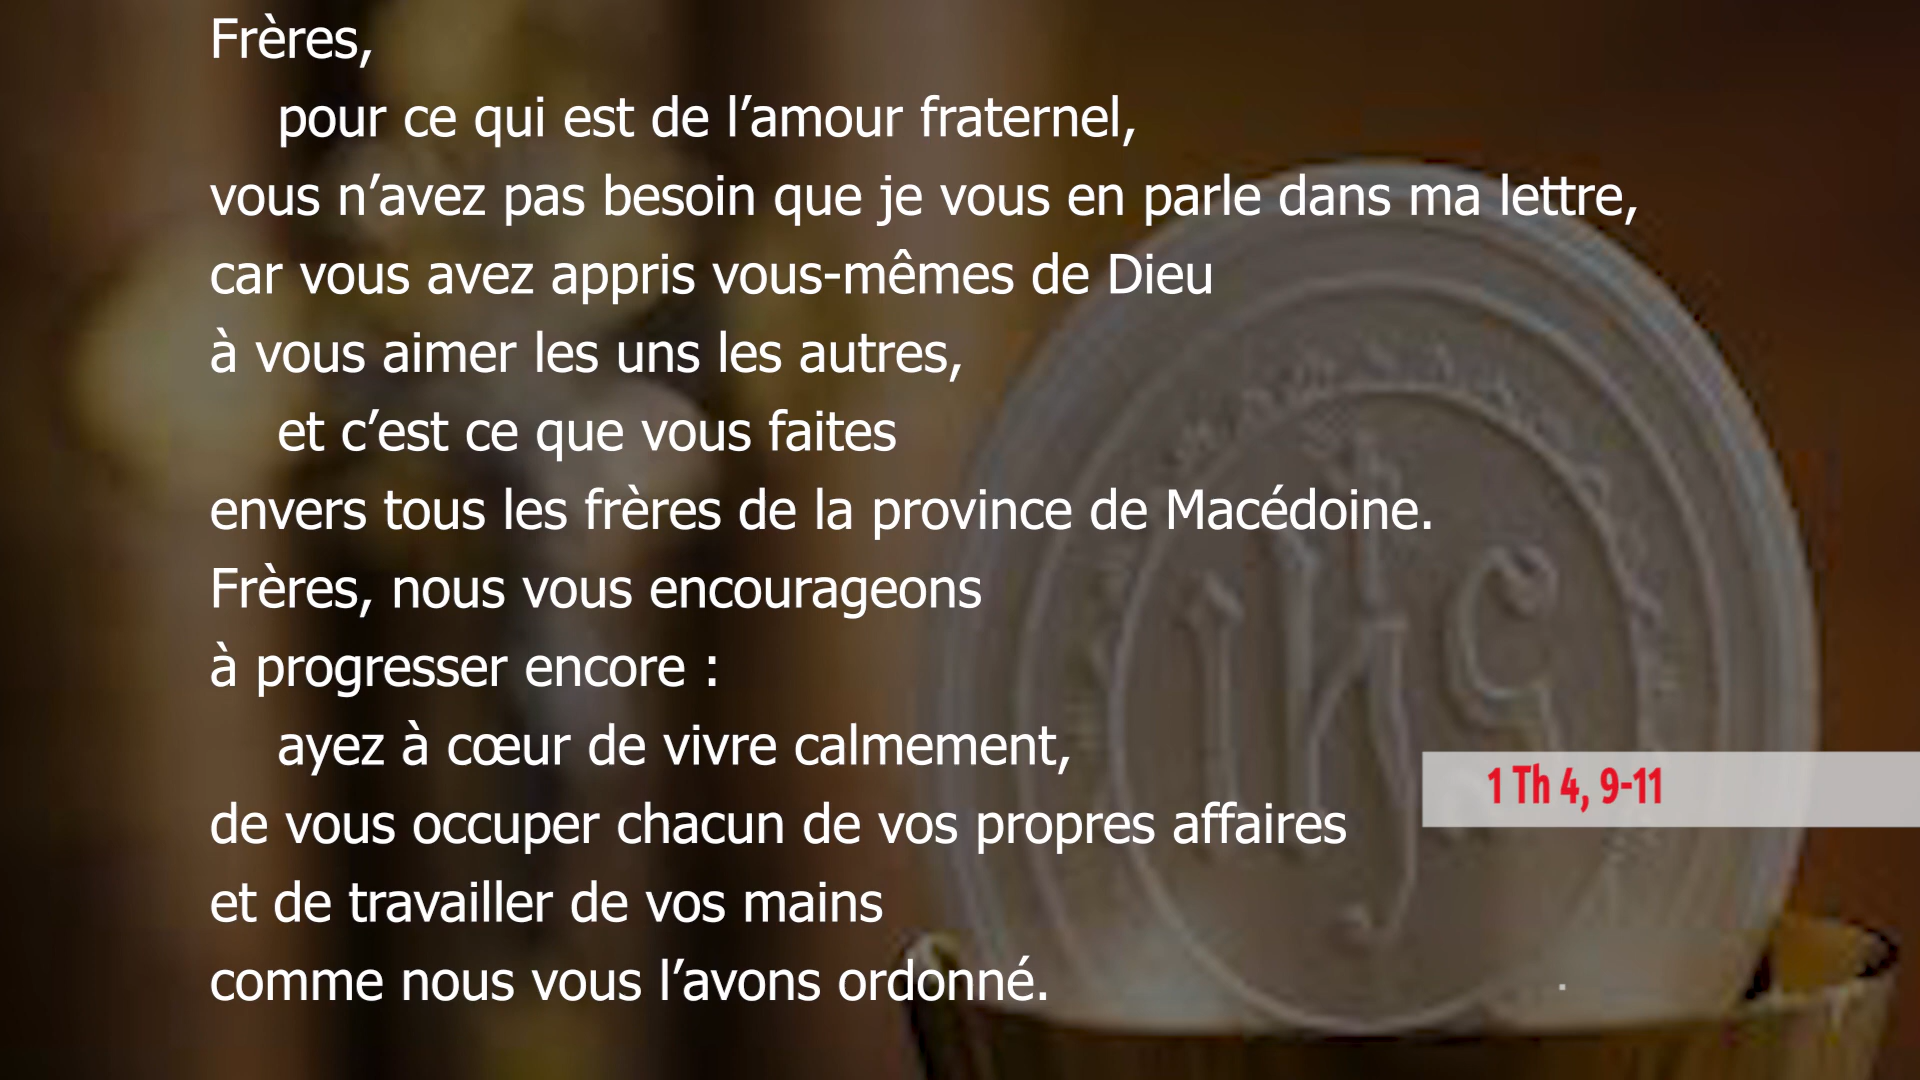 Frères,
pour ce qui est de l’amour fraternel,
vous n’avez pas besoin que je vous en parle dans ma lettre,
car vous avez appris vous-mêmes de Dieu
à vous aimer les uns les autres,
et c’est ce que vous faites
envers tous les frères de la province de Macédoine.
Frères, nous vous encourageons
à progresser encore :
ayez à cœur de vivre calmement,
de vous occuper chacun de vos propres affaires
1 Th 4, 9-11
et de travailler de vos mains
comme nous vous l’avons ordonné.
ihs